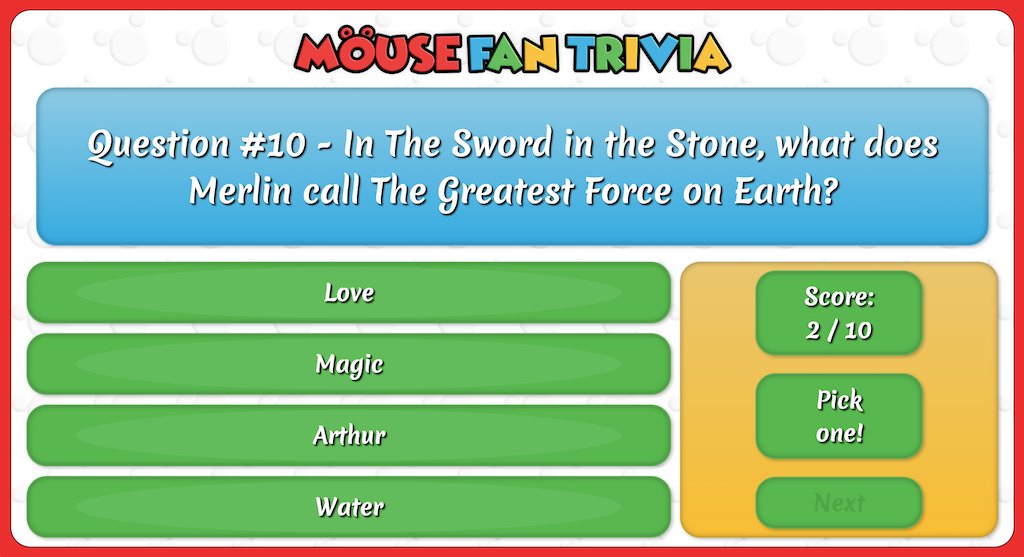 MOUSE FAN TRIVIA
Question #10 - In The Sword in the Stone, what does
Merlin call The Greatest Force on Earth?
Love
Magic
Arthur
Water
Score:
2 / 10
Pick
one!
Next